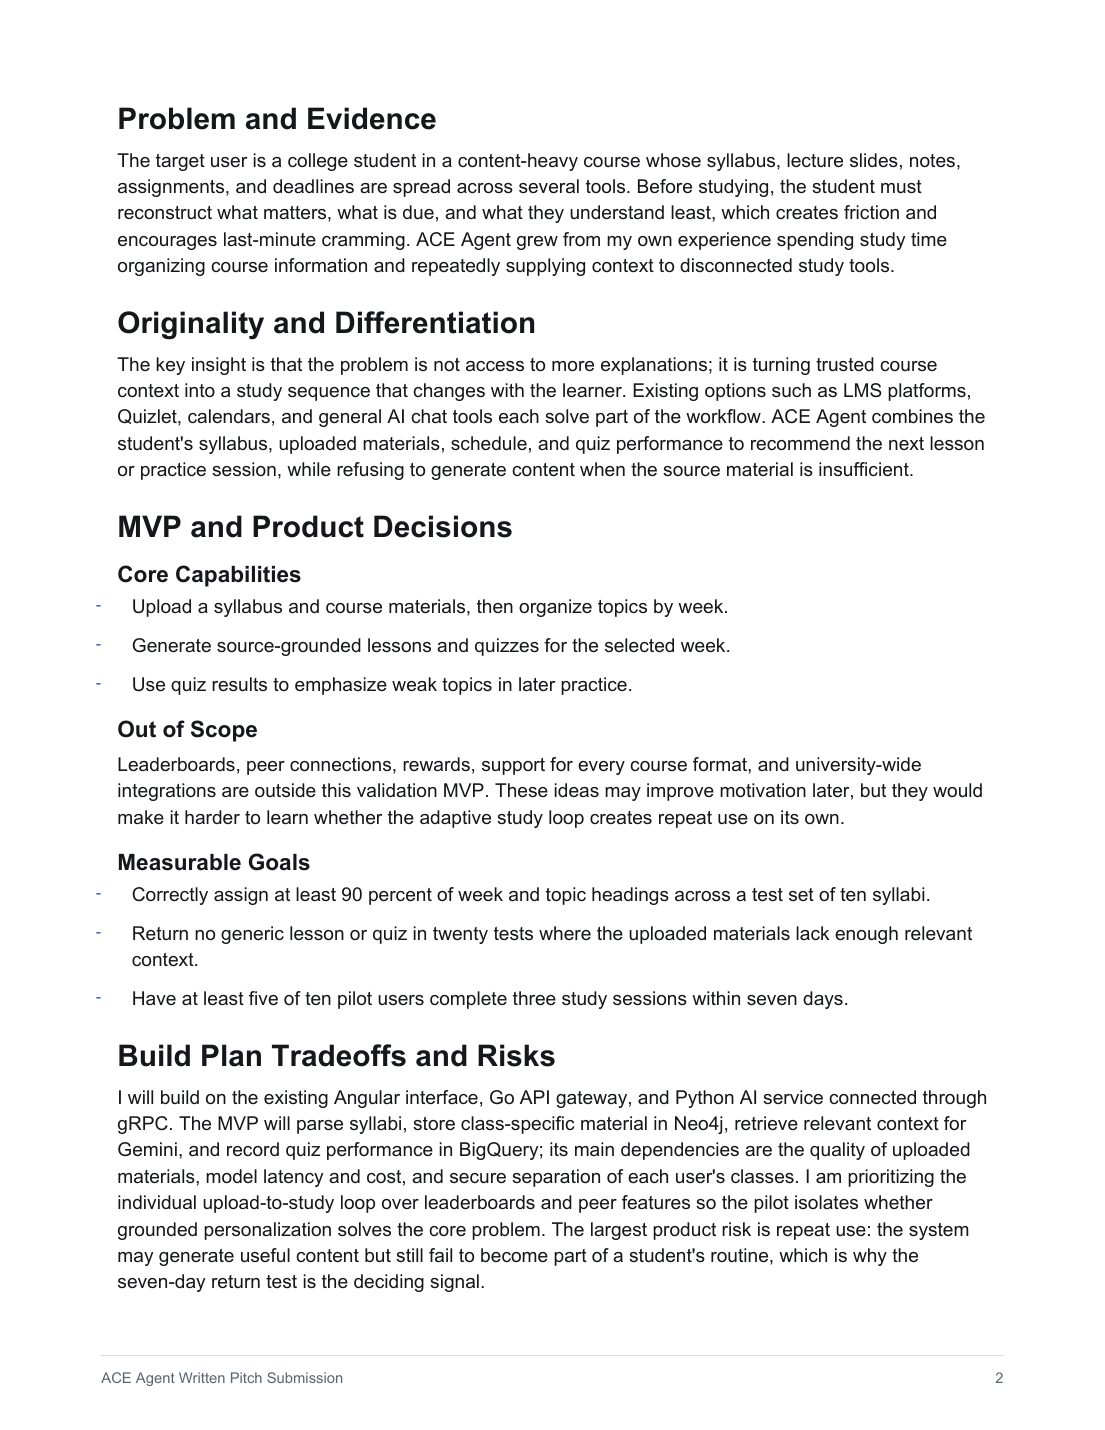 Problem and Evidence
The target user is a college student in a content-heavy course whose syllabus, lecture slides, notes,
assignments, and deadlines are spread across several tools. Before studying, the student must
reconstruct what matters, what is due, and what they understand least, which creates friction and
encourages last-minute cramming. ACE Agent grew from my own experience spending study time
organizing course information and repeatedly supplying context to disconnected study tools.
Originality and Differentiation
The key insight is that the problem is not access to more explanations; it is turning trusted course
context into a study sequence that changes with the learner. Existing options such as LMS platforms,
Quizlet, calendars, and general AI chat tools each solve part of the workflow. ACE Agent combines the
student's syllabus, uploaded materials, schedule, and quiz performance to recommend the next lesson
or practice session, while refusing to generate content when the source material is insufficient.
MVP and Product Decisions
Core Capabilities
- Upload a syllabus and course materials, then organize topics by week.
- Generate source-grounded lessons and quizzes for the selected week.
- Use quiz results to emphasize weak topics in later practice.
Out of Scope
Leaderboards, peer connections, rewards, support for every course format, and university-wide
integrations are outside this validation MVP. These ideas may improve motivation later, but they would
make it harder to learn whether the adaptive study loop creates repeat use on its own.
Measurable Goals
- Correctly assign at least 90 percent of week and topic headings across a test set of ten syllabi.
- Return no generic lesson or quiz in twenty tests where the uploaded materials lack enough relevant
context.
- Have at least five of ten pilot users complete three study sessions within seven days.
Build Plan Tradeoffs and Risks
I will build on the existing Angular interface, Go API gateway, and Python AI service connected through
gRPC. The MVP will parse syllabi, store class-specific material in Neo4j, retrieve relevant context for
Gemini, and record quiz performance in BigQuery; its main dependencies are the quality of uploaded
materials, model latency and cost, and secure separation of each user's classes. I am prioritizing the
individual upload-to-study loop over leaderboards and peer features so the pilot isolates whether
grounded personalization solves the core problem. The largest product risk is repeat use: the system
may generate useful content but still fail to become part of a student's routine, which is why the
seven-day return test is the deciding signal.
ACE Agent Written Pitch Submission 2